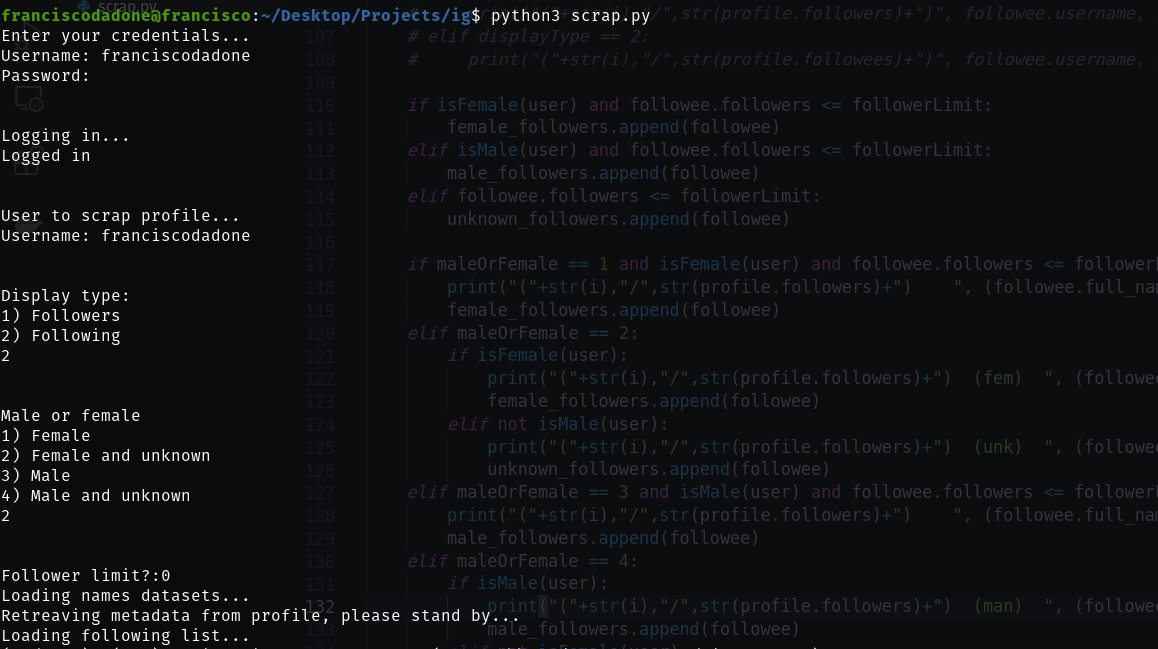 franciscodadone@francisco:~/Desktop/Projects/ig$ python3 scrap.py
Enter your credentials...
Username: franciscodadone
Password:
Logging in...
Logged in
User to scrap profile...
Username: franciscodadone
Display type:
1) Followers
2) Following
2
Male or female
1) Female
2) Female and unknown
3) Male
4) Male and unknown
2
Follower limit?:0
Loading names datasets...
Retreaving metadata from profile, please stand by...
Loading following list...
scrap.py
107 # elif displayType == 2:
108 #     print("("+str(i),"/",str(profile.followees)+")", followee.username,
109
110 if isFemale(user) and followee.followers <= followerLimit:
111 female_followers.append(followee)
112 elif isMale(user) and followee.followers <= followerLimit:
113 male_followers.append(followee)
114 elif followee.followers <= followerLimit:
115 unknown_followers.append(followee)
116
117 if maleOrFemale == 1 and isFemale(user) and followee.followers <= follower
118 print("("+str(i),"/",str(profile.followers)+")    ", (followee.full_na
119 female_followers.append(followee)
120 elif maleOrFemale == 2:
121 if isFemale(user):
122 print("("+str(i),"/",str(profile.followers)+")  (fem)  ", (followe
123 female_followers.append(followee)
124 elif not isMale(user):
125 print("("+str(i),"/",str(profile.followers)+")  (unk)  ", (followe
126 unknown_followers.append(followee)
127 elif maleOrFemale == 3 and isMale(user) and followee.followers <= follower
128 print("("+str(i),"/",str(profile.followers)+")    ", (followee.full_na
129 male_followers.append(followee)
130 elif maleOrFemale == 4:
131 if isMale(user):
132 print("("+str(i),"/",str(profile.followers)+")  (man)  ", (followe
133 male_followers.append(followee)